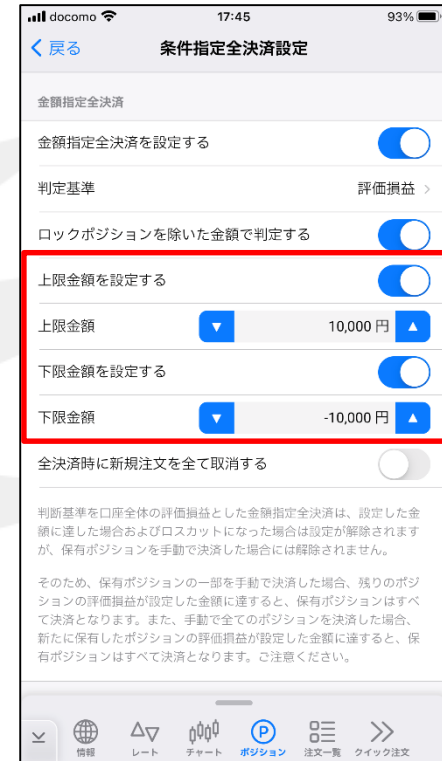 docomo 17:45 93%
戻る 条件指定全決済設定
金額指定全決済
金額指定全決済を設定する
判定基準 評価損益
ロックポジションを除いた金額で判定する
上限金額を設定する
上限金額 ▼ 10,000 円 ▲
下限金額を設定する
下限金額 ▼ -10,000 円 ▲
全決済時に新規注文を全て取消する
判断基準を口座全体の評価損益とした金額指定全決済は、設定した金
額に達した場合およびロスカットになった場合は設定が解除されます
が、保有ポジションを手動で決済した場合には解除されません。
そのため、保有ポジションの一部を手動で決済した場合、残りのポジ
ションの評価損益が設定した金額に達すると、保有ポジションはすべ
て決済となります。また、手動で全てのポジションを決済した場合、
新たに保有したポジションの評価損益が設定した金額に達すると、保
有ポジションはすべて決済となります。ご注意ください。
P
情報 レート チャート ポジション 注文一覧 クイック注文